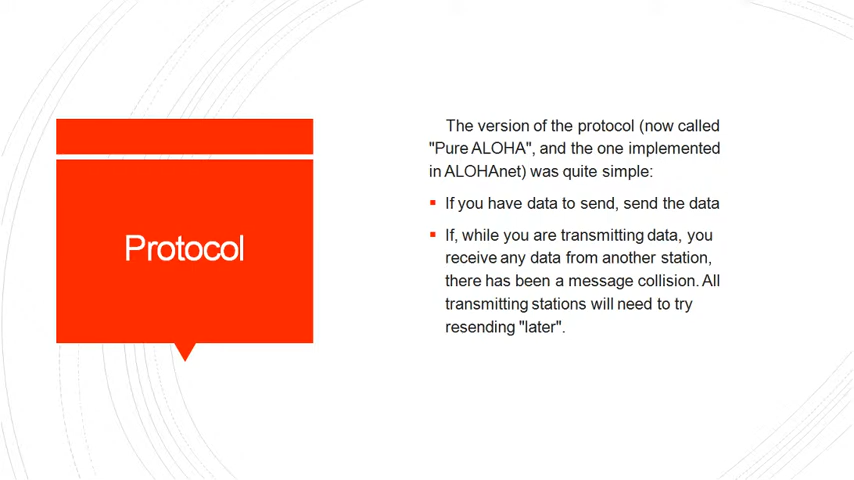 Protocol
The version of the protocol (now called
"Pure ALOHA", and the one implemented
in ALOHAnet) was quite simple:
▪ If you have data to send, send the data
▪ If, while you are transmitting data, you
receive any data from another station,
there has been a message collision. All
transmitting stations will need to try
resending "later".